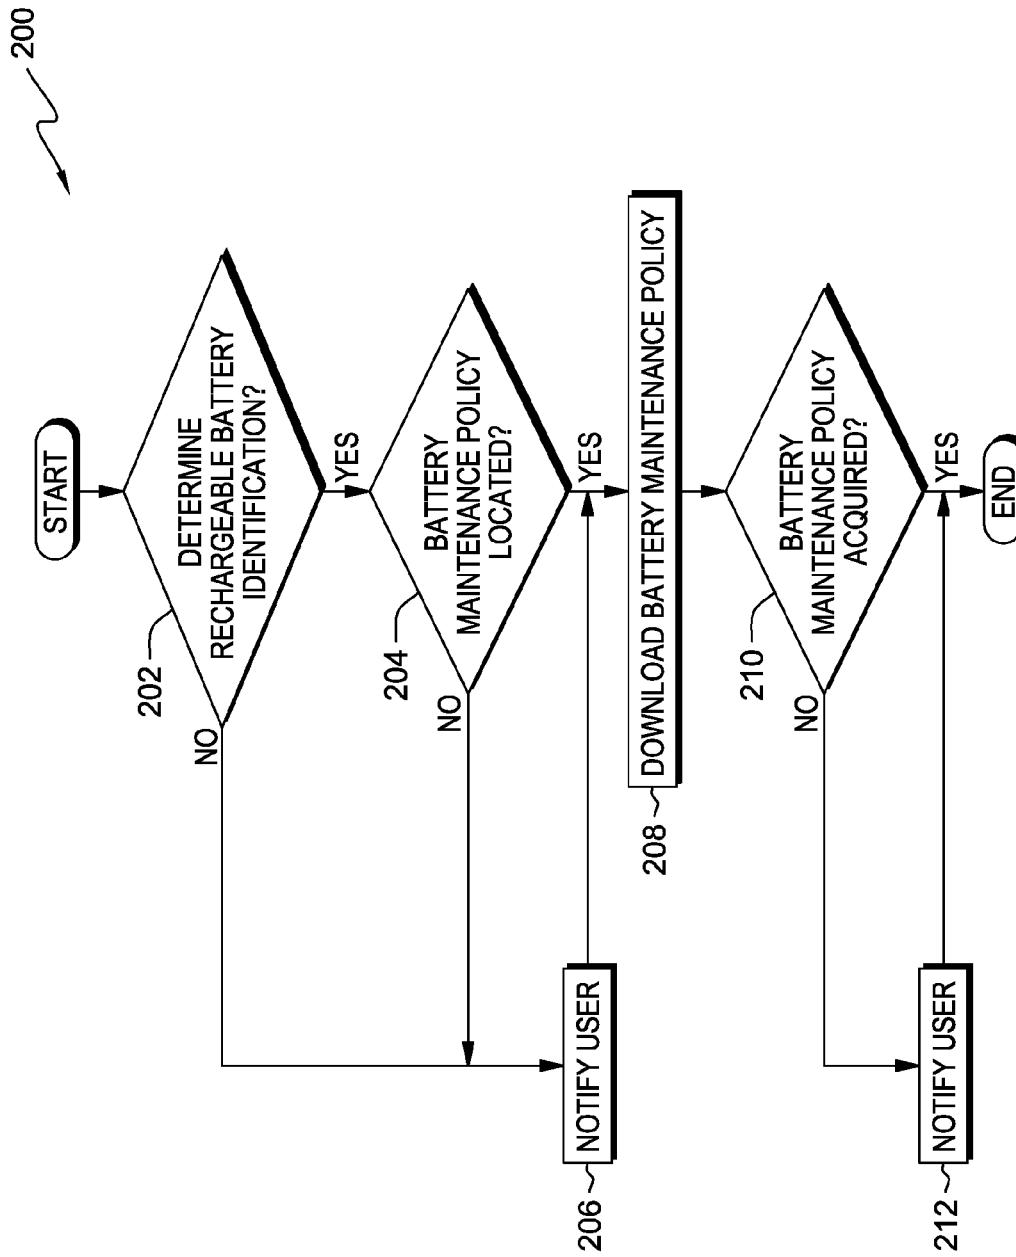 200
START
DETERMINE
RECHARGEABLE BATTERY
IDENTIFICATION?
202
NO
YES
BATTERY
MAINTENANCE POLICY
LOCATED?
204
NO
YES
NOTIFY USER
206
DOWNLOAD BATTERY MAINTENANCE POLICY
208
BATTERY
MAINTENANCE POLICY
ACQUIRED?
210
NO
YES
NOTIFY USER
212
END